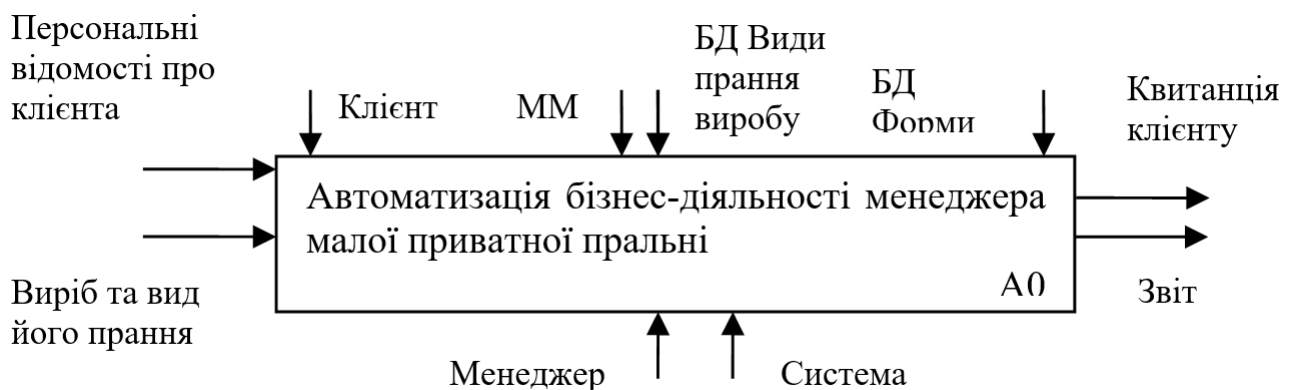 Персональні
відомості про
клієнта
Клієнт
ММ
БД Види
прання
виробу
БД
Форми
Квитанція
клієнту
Автоматизація бізнес-діяльності менеджера
малої приватної пральні
А0
Виріб та вид
його прання
Звіт
Менеджер
Система